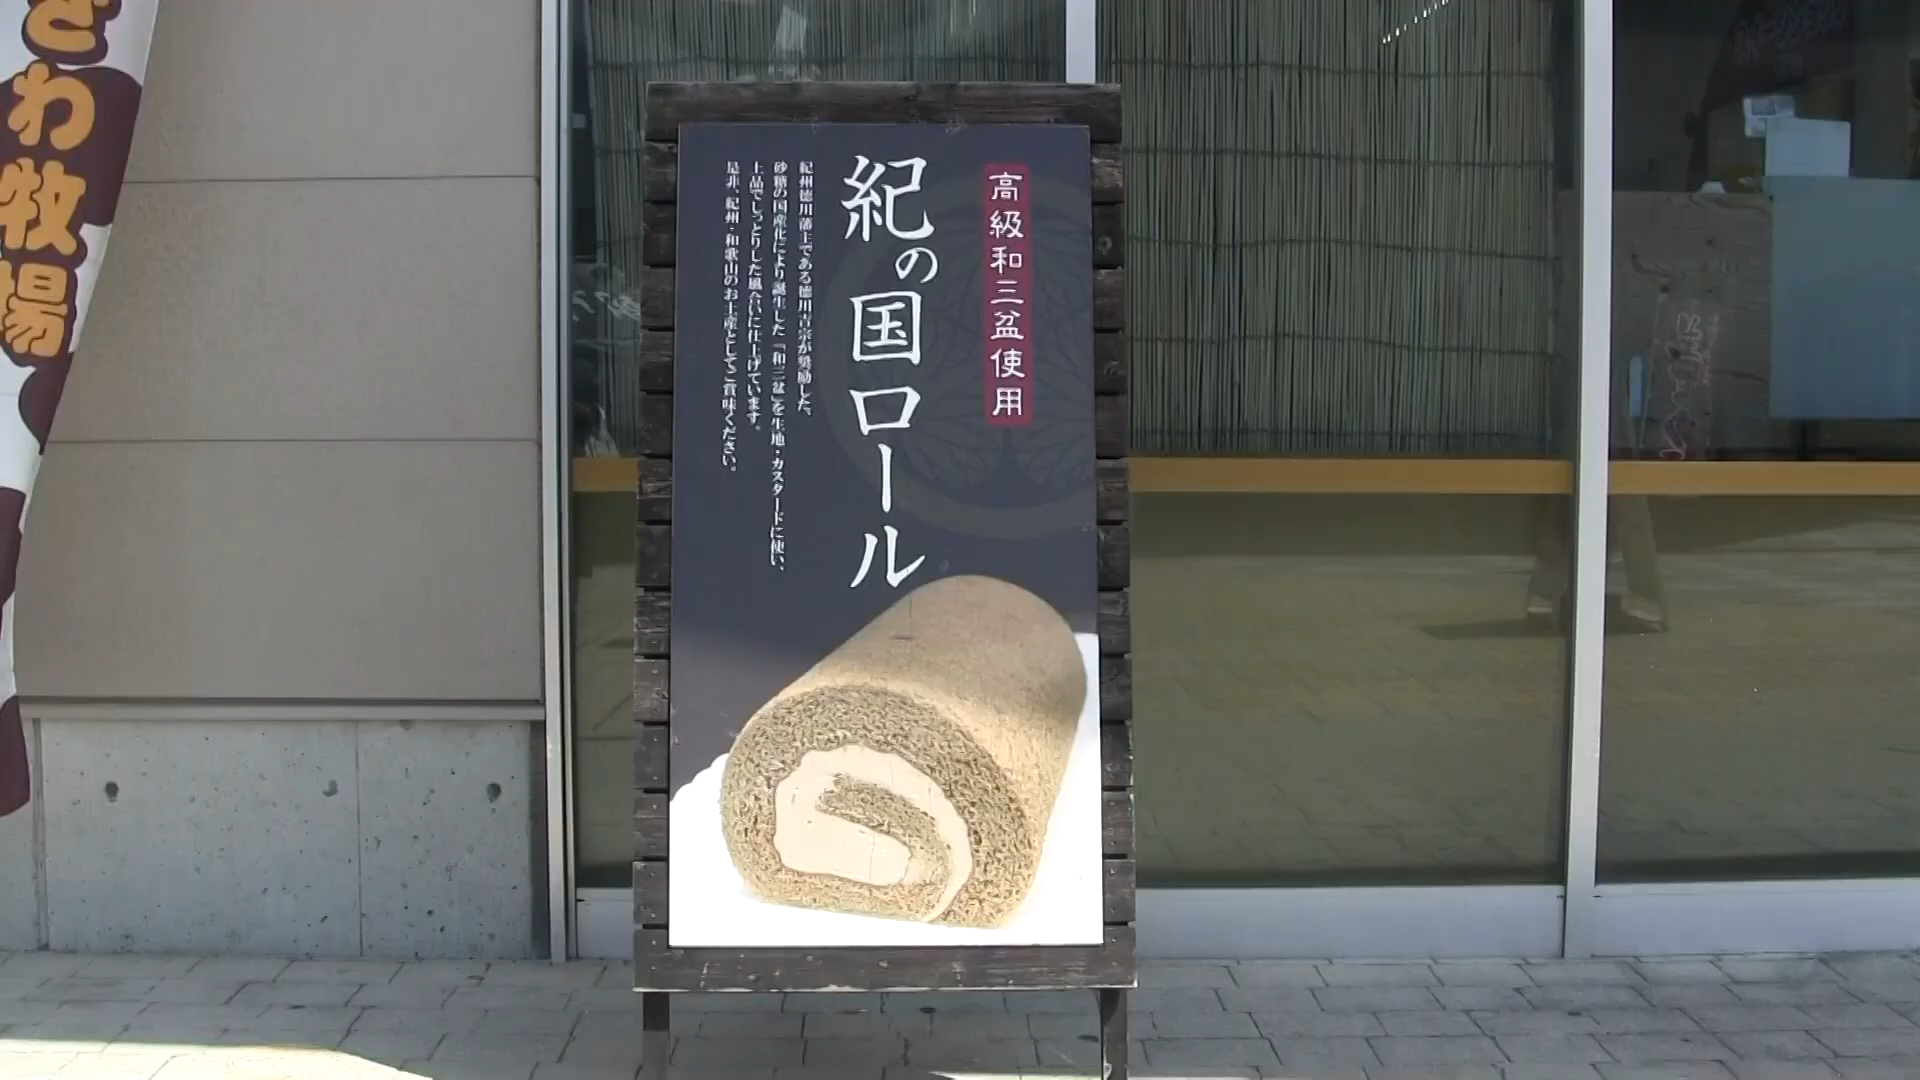 高級和三盆使用
紀の国ロール
紀州徳川藩主である徳川吉宗が奨励した、
砂糖の国産化により誕生した「和三盆」を生地・カスタードに使い、
上品でしっとりした風合いに仕上げています。
是非、紀州・和歌山のお土産としてご賞味ください。
ざわ牧場